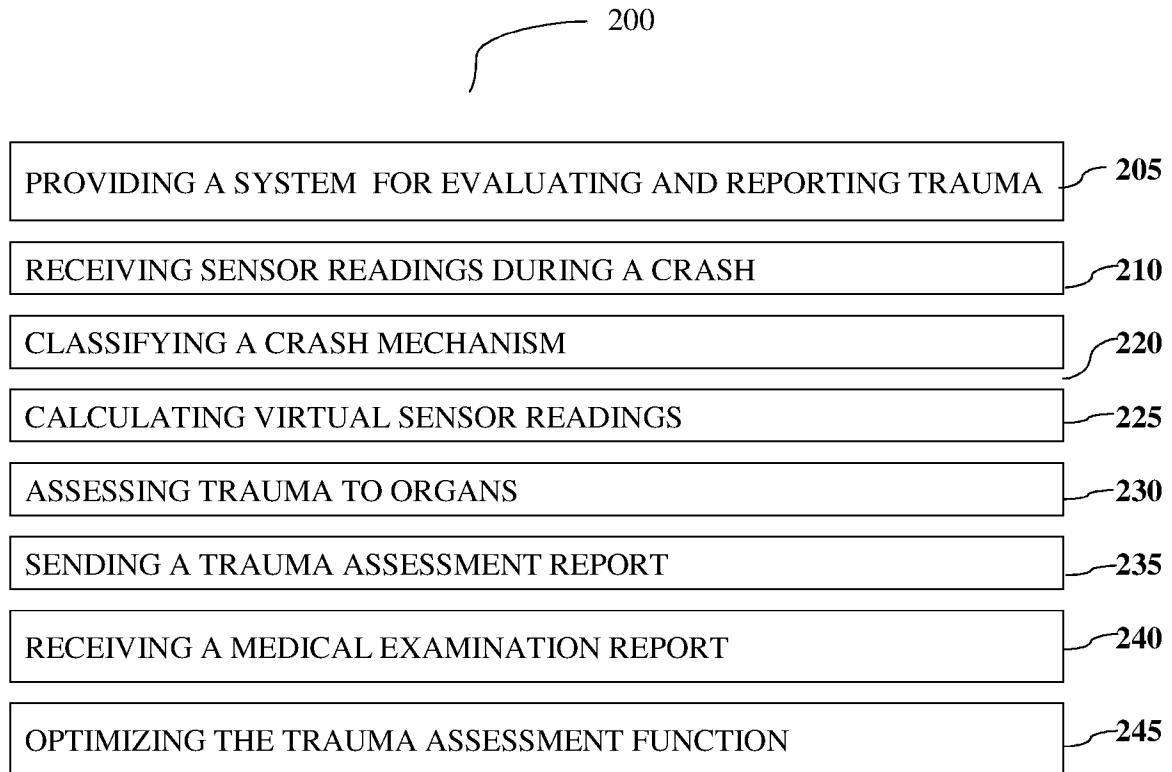 200
PROVIDING A SYSTEM FOR EVALUATING AND REPORTING TRAUMA 205
RECEIVING SENSOR READINGS DURING A CRASH 210
CLASSIFYING A CRASH MECHANISM 220
CALCULATING VIRTUAL SENSOR READINGS 225
ASSESSING TRAUMA TO ORGANS 230
SENDING A TRAUMA ASSESSMENT REPORT 235
RECEIVING A MEDICAL EXAMINATION REPORT 240
OPTIMIZING THE TRAUMA ASSESSMENT FUNCTION 245